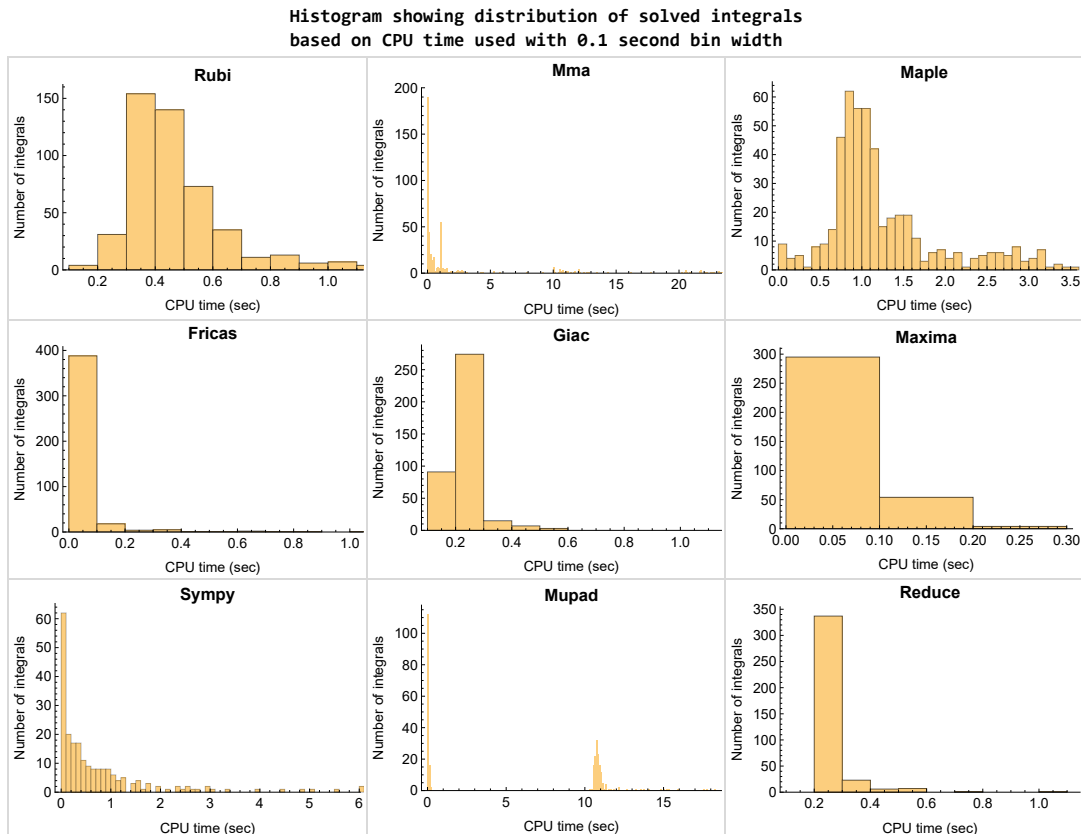 Histogram showing distribution of solved integrals
based on CPU time used with 0.1 second bin width
Rubi
Number of integrals
150
100
50
0
0.2 0.4 0.6 0.8 1.0
CPU time (sec)
Mma
Number of integrals
200
150
100
50
0
0 5 10 15 20
CPU time (sec)
Maple
Number of integrals
60
50
40
30
20
10
0
0.0 0.5 1.0 1.5 2.0 2.5 3.0 3.5
CPU time (sec)
Fricas
Number of integrals
400
300
200
100
0
0.0 0.2 0.4 0.6 0.8 1.0
CPU time (sec)
Giac
Number of integrals
250
200
150
100
50
0
0.2 0.4 0.6 0.8 1.0
CPU time (sec)
Maxima
Number of integrals
300
250
200
150
100
50
0
0.00 0.05 0.10 0.15 0.20 0.25 0.30
CPU time (sec)
Sympy
Number of integrals
60
50
40
30
20
10
0
0 1 2 3 4 5 6
CPU time (sec)
Mupad
Number of integrals
100
80
60
40
20
0
0 5 10 15
CPU time (sec)
Reduce
Number of integrals
350
300
250
200
150
100
50
0
0.2 0.4 0.6 0.8 1.0
CPU time (sec)